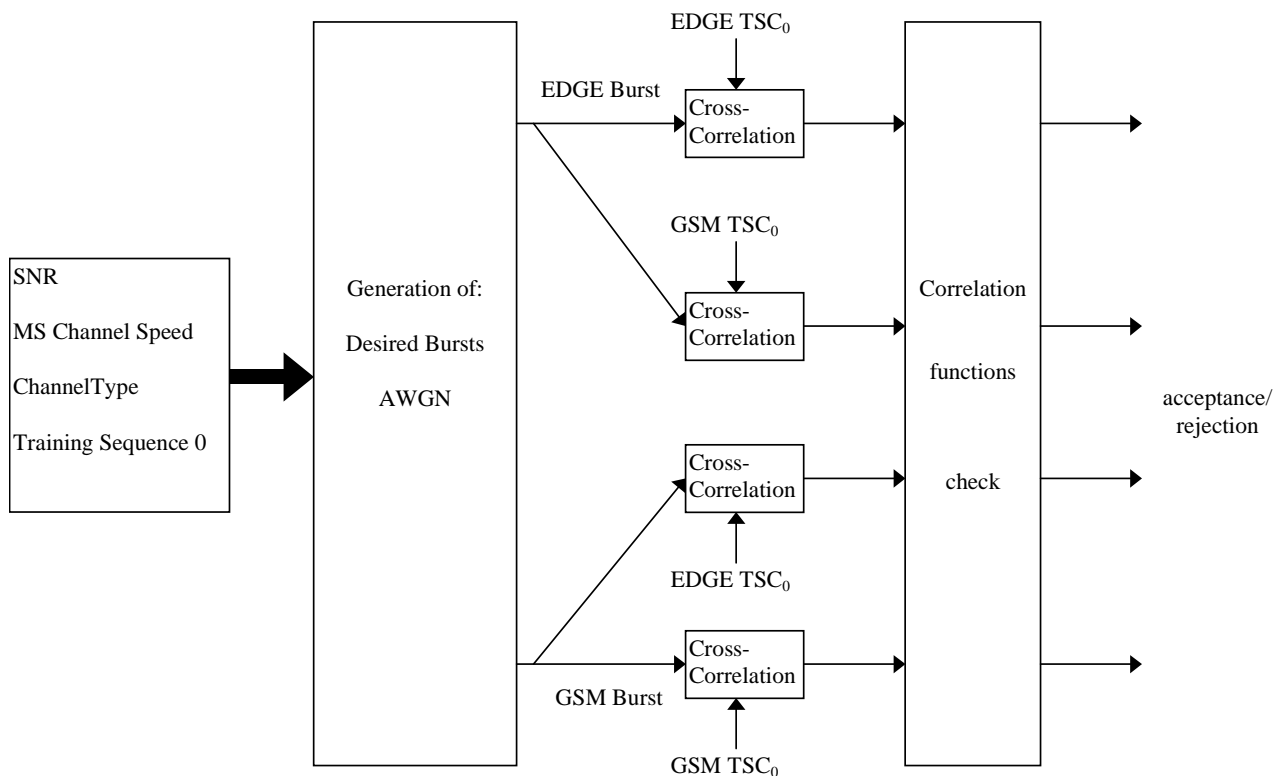 SNR
MS Channel Speed
ChannelType
Training Sequence 0
Generation of:
Desired Bursts
AWGN
EDGE TSC₀
EDGE Burst
Cross-
Correlation
GSM TSC₀
Cross-
Correlation
Cross-
Correlation
EDGE TSC₀
Cross-
Correlation
GSM Burst
GSM TSC₀
Correlation
functions
check
acceptance/
rejection